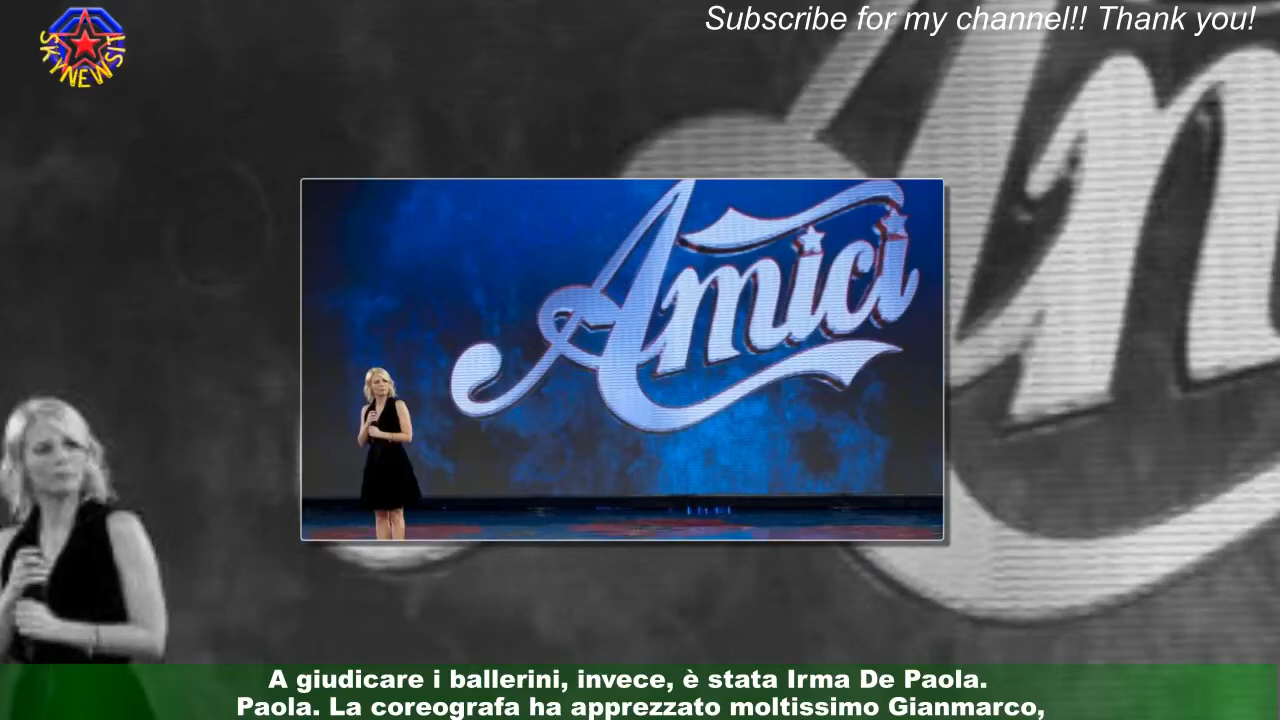 Subscribe for my channel!! Thank you!
SKYNEWSLIT
Amici
A giudicare i ballerini, invece, è stata Irma De Paola.
Paola. La coreografa ha apprezzato moltissimo Gianmarco,